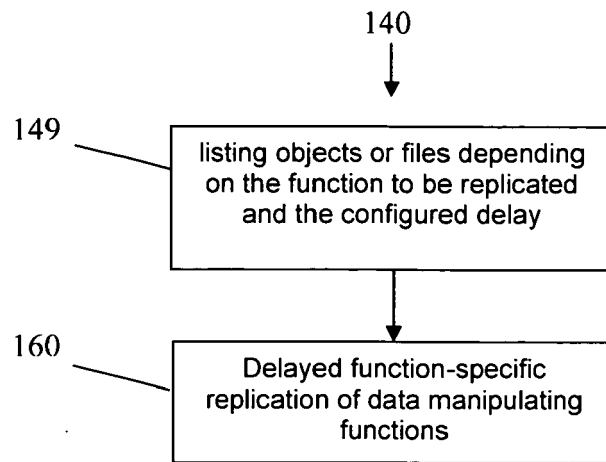 140
149
listing objects or files depending
on the function to be replicated
and the configured delay
160
Delayed function-specific
replication of data manipulating
functions